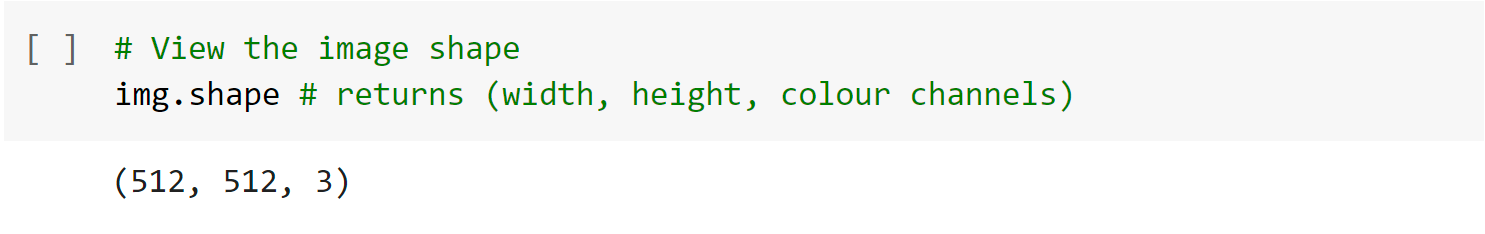 [ ] # View the image shape
img.shape # returns (width, height, colour channels)
(512, 512, 3)